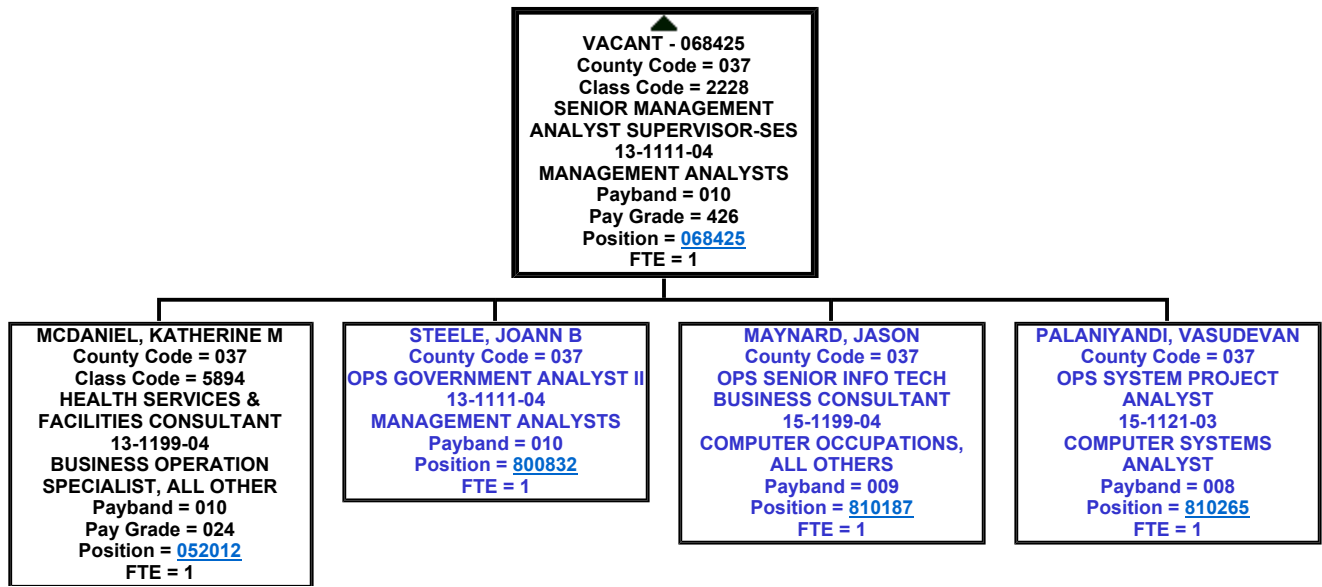 VACANT - 068425
County Code = 037
Class Code = 2228
SENIOR MANAGEMENT
ANALYST SUPERVISOR-SES
13-1111-04
MANAGEMENT ANALYSTS
Payband = 010
Pay Grade = 426
Position = 068425
FTE = 1
MCDANIEL, KATHERINE M
County Code = 037
Class Code = 5894
HEALTH SERVICES &
FACILITIES CONSULTANT
13-1199-04
BUSINESS OPERATION
SPECIALIST, ALL OTHER
Payband = 010
Pay Grade = 024
Position = 052012
FTE = 1
STEELE, JOANN B
County Code = 037
OPS GOVERNMENT ANALYST II
13-1111-04
MANAGEMENT ANALYSTS
Payband = 010
Position = 800832
FTE = 1
MAYNARD, JASON
County Code = 037
OPS SENIOR INFO TECH
BUSINESS CONSULTANT
15-1199-04
COMPUTER OCCUPATIONS,
ALL OTHERS
Payband = 009
Position = 810187
FTE = 1
PALANIYANDI, VASUDEVAN
County Code = 037
OPS SYSTEM PROJECT
ANALYST
15-1121-03
COMPUTER SYSTEMS
ANALYST
Payband = 008
Position = 810265
FTE = 1